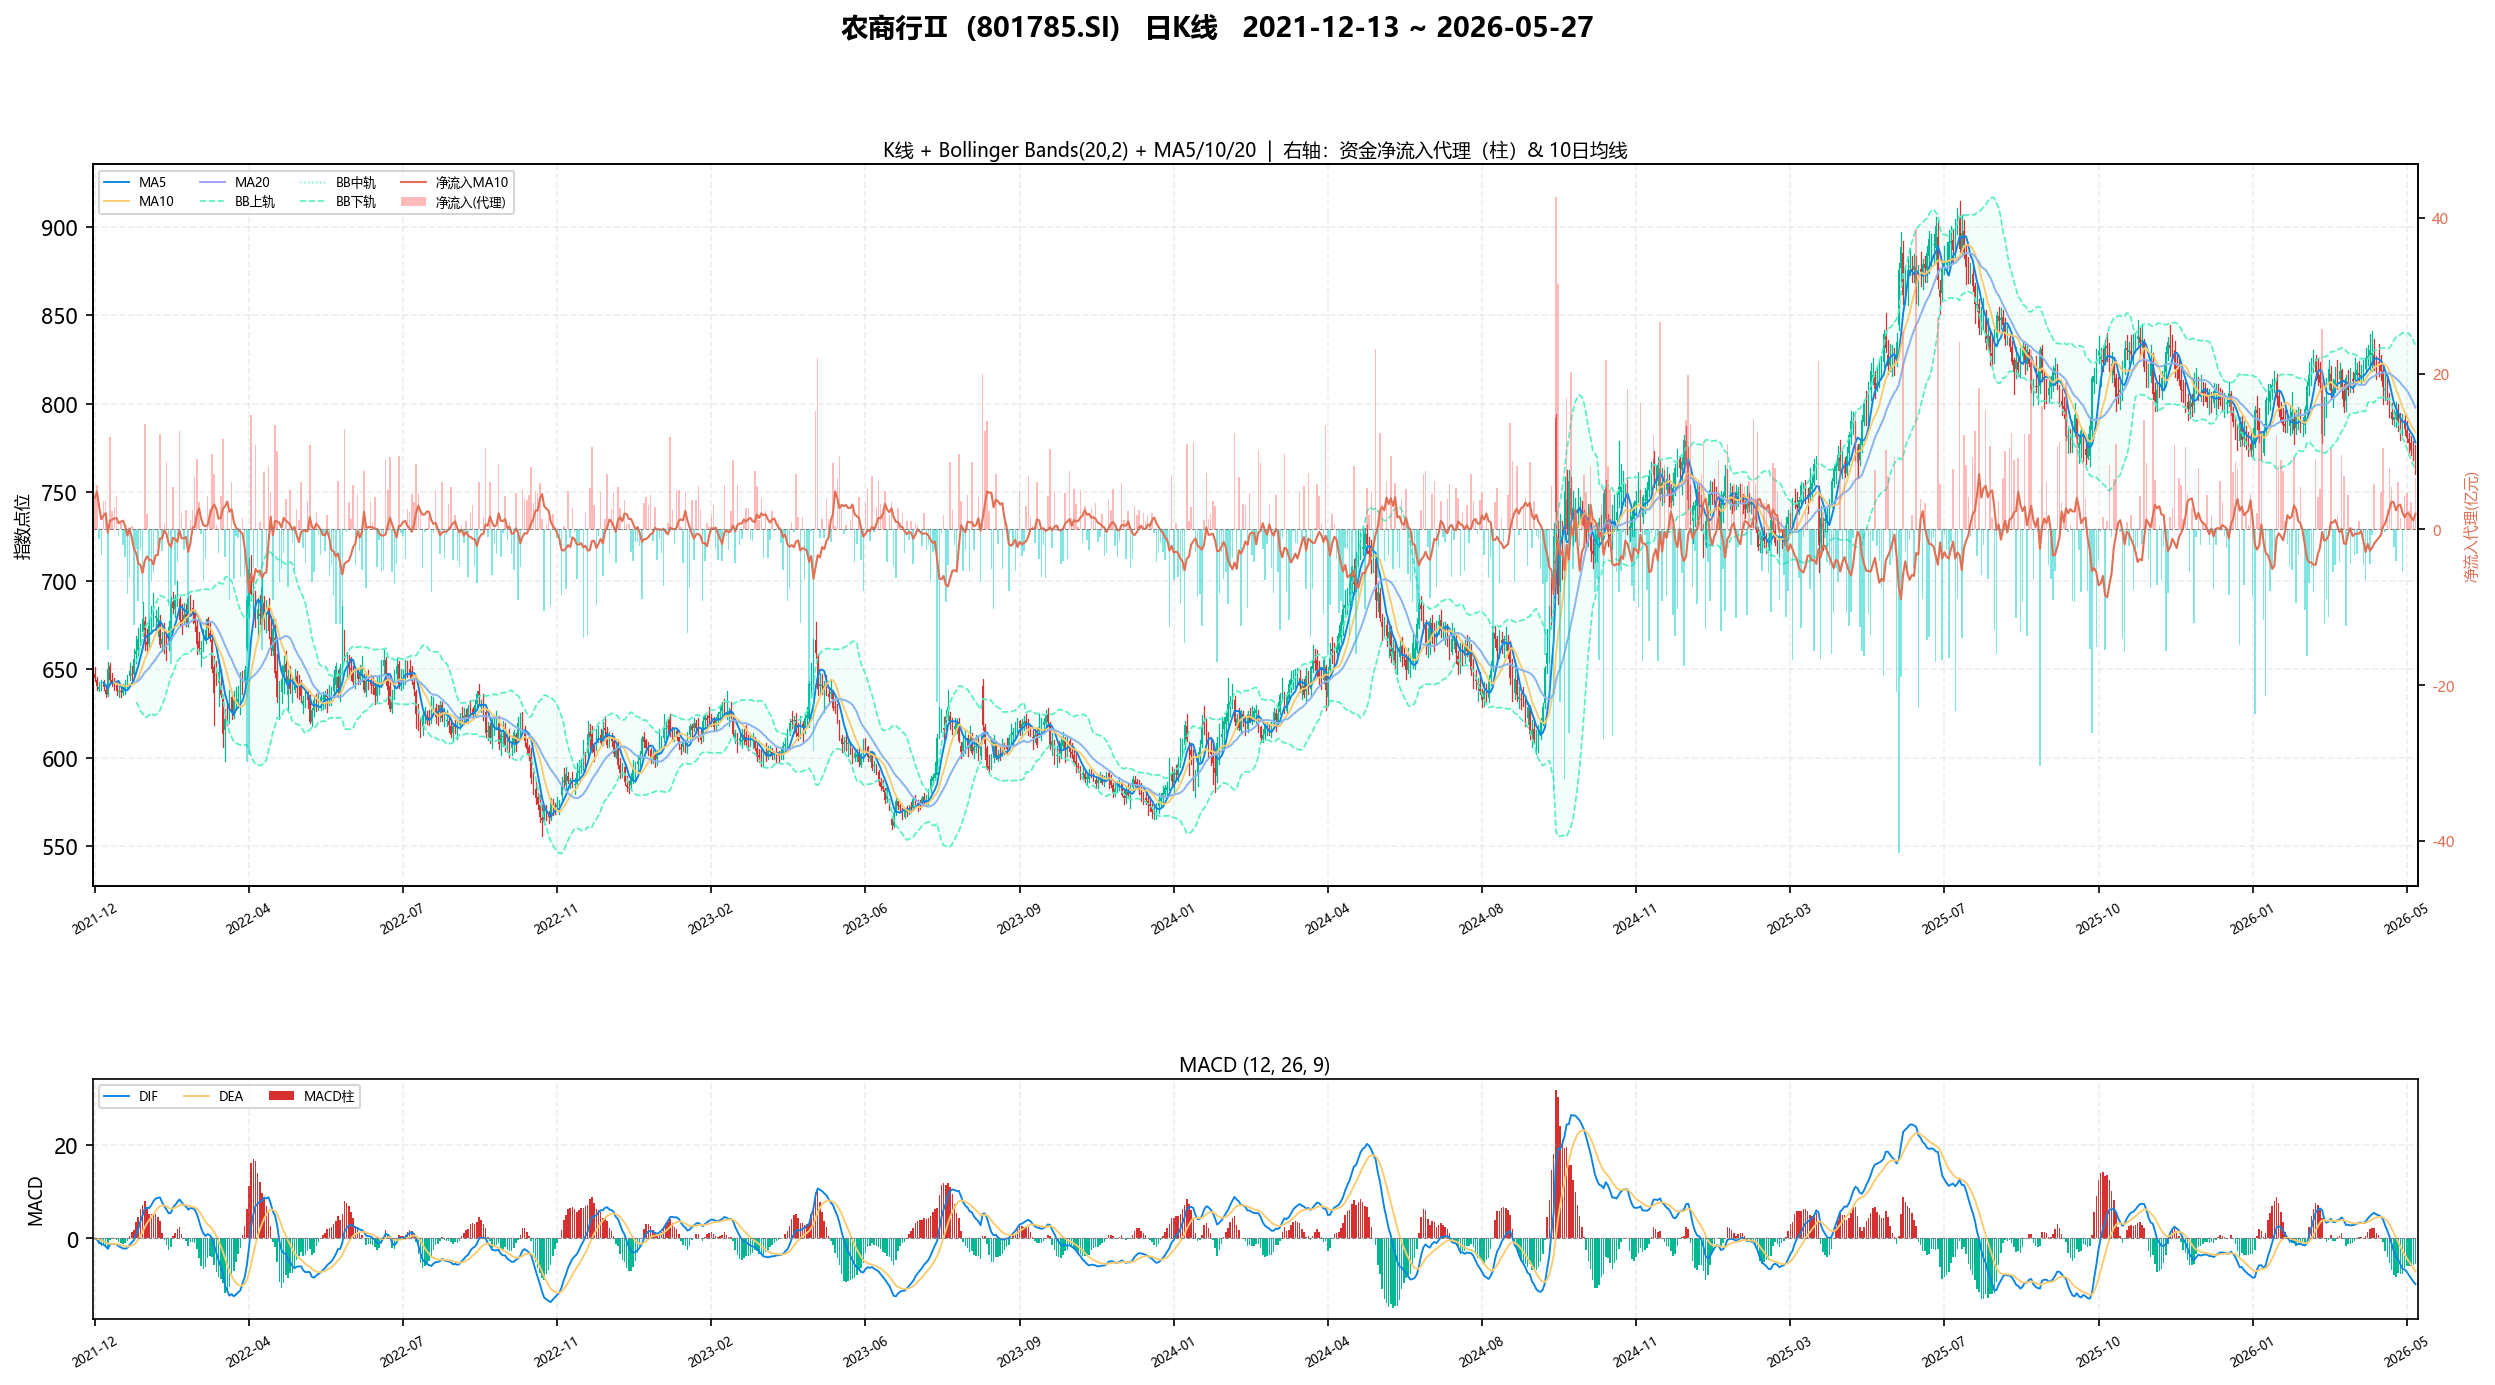 农商行Ⅱ (801785.SI) 日K线 2021-12-13 ~ 2026-05-27
K线 + Bollinger Bands(20,2) + MA5/10/20 | 右轴：资金净流入代理（柱）& 10日均线
MA5 MA20 BB中轨 净流入MA10
MA10 BB上轨 BB下轨 净流入(代理)
指数点位
900
850
800
750
700
650
600
550
40
20
0
-20
-40
净流入代理(亿元)
2021-12 2022-04 2022-07 2022-11 2023-02 2023-06 2023-09 2024-01 2024-04 2024-08 2024-11 2025-03 2025-07 2025-10 2026-01 2026-05
MACD (12, 26, 9)
DIF DEA MACD柱
MACD
20
0
2021-12 2022-04 2022-07 2022-11 2023-02 2023-06 2023-09 2024-01 2024-04 2024-08 2024-11 2025-03 2025-07 2025-10 2026-01 2026-05